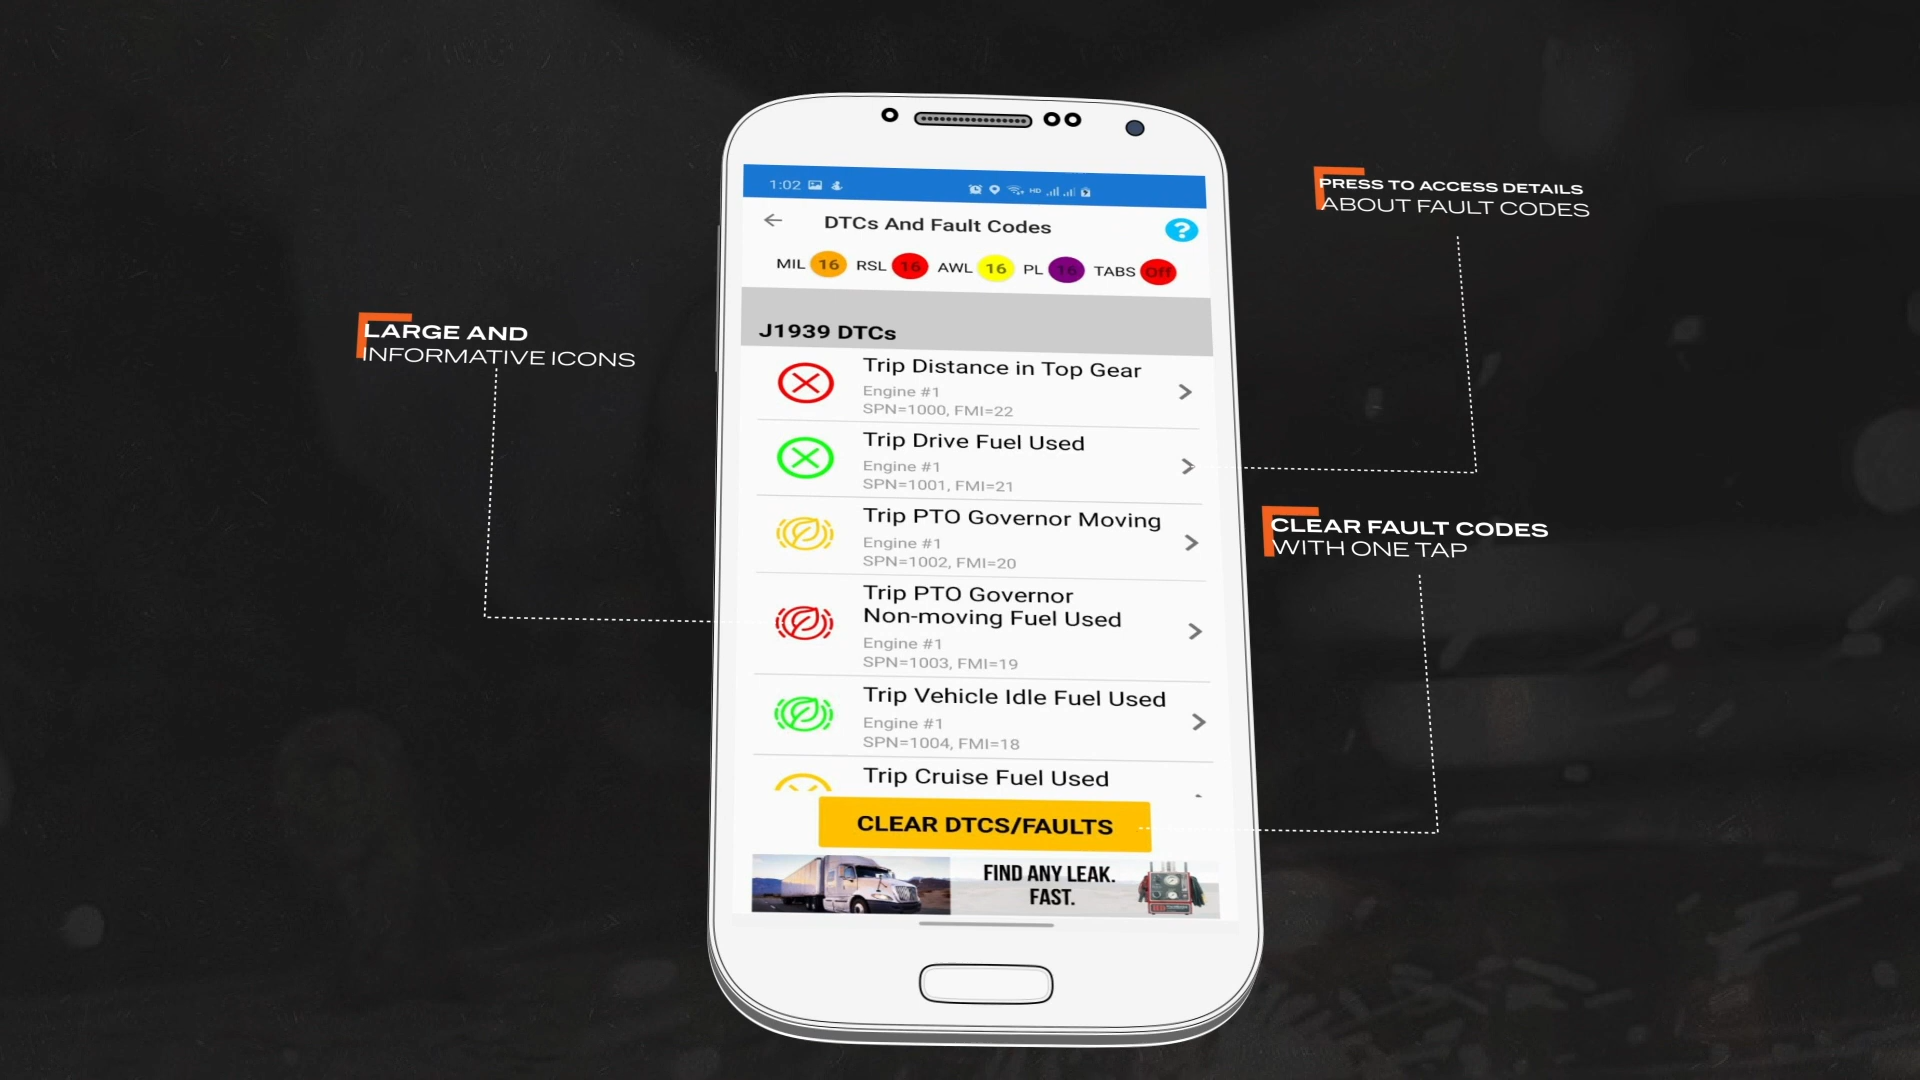 1:02
HD
DTCs And Fault Codes
?
MIL 16 RSL 16 AWL 16 PL 16 TABS Off
J1939 DTCs
Trip Distance in Top Gear
Engine #1
SPN=1000, FMI=22
Trip Drive Fuel Used
Engine #1
SPN=1001, FMI=21
Trip PTO Governor Moving
Engine #1
SPN=1002, FMI=20
Trip PTO Governor
Non-moving Fuel Used
Engine #1
SPN=1003, FMI=19
Trip Vehicle Idle Fuel Used
Engine #1
SPN=1004, FMI=18
Trip Cruise Fuel Used
CLEAR DTCS/FAULTS
FIND ANY LEAK.
FAST.
LARGE AND
INFORMATIVE ICONS
PRESS TO ACCESS DETAILS
ABOUT FAULT CODES
CLEAR FAULT CODES
WITH ONE TAP